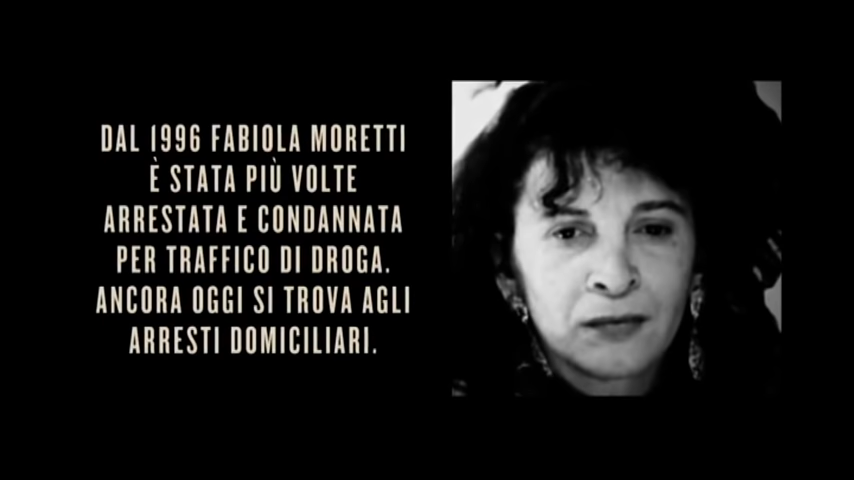 DAL 1996 FABIOLA MORETTI
È STATA PIÙ VOLTE
ARRESTATA E CONDANNATA
PER TRAFFICO DI DROGA.
ANCORA OGGI SI TROVA AGLI
ARRESTI DOMICILIARI.